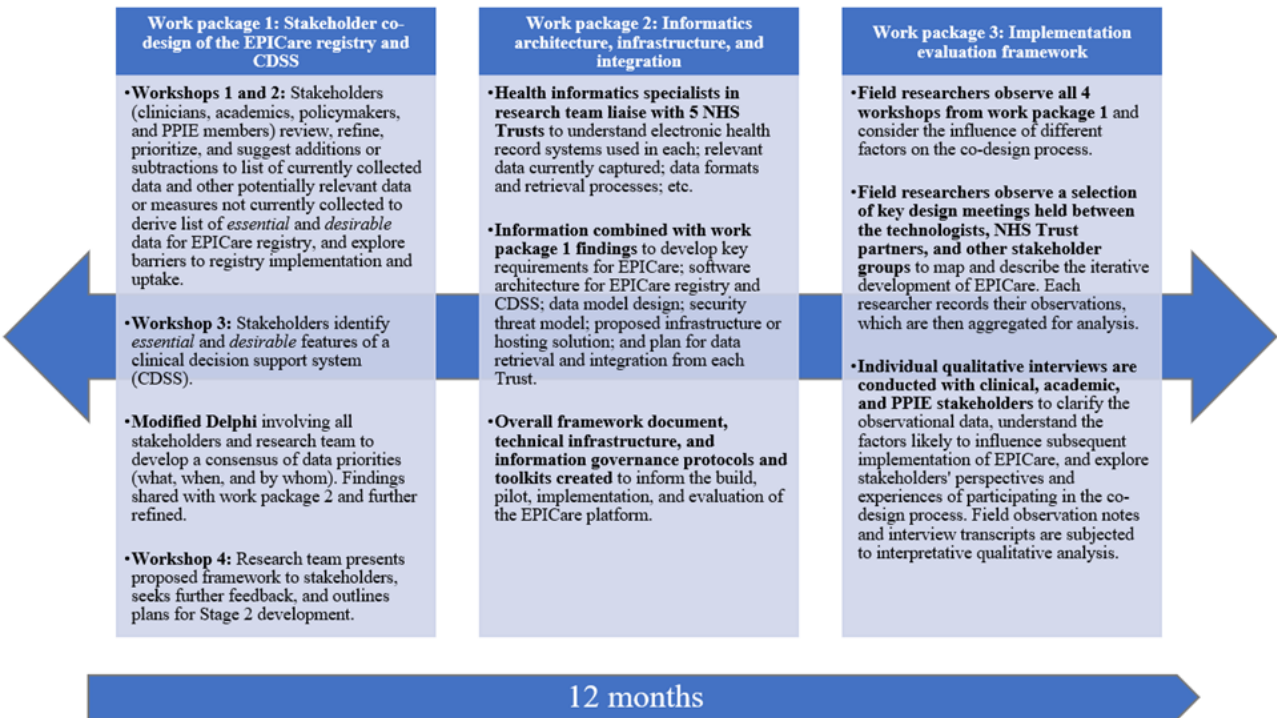 Work package 1: Stakeholder co-
design of the EPICare registry and
CDSS
•Workshops 1 and 2: Stakeholders
(clinicians, academics, policymakers,
and PPIE members) review, refine,
prioritize, and suggest additions or
subtractions to list of currently collected
data and other potentially relevant data
or measures not currently collected to
derive list of essential and desirable
data for EPICare registry, and explore
barriers to registry implementation and
uptake.
•Workshop 3: Stakeholders identify
essential and desirable features of a
clinical decision support system
(CDSS).
•Modified Delphi involving all
stakeholders and research team to
develop a consensus of data priorities
(what, when, and by whom). Findings
shared with work package 2 and further
refined.
•Workshop 4: Research team presents
proposed framework to stakeholders,
seeks further feedback, and outlines
plans for Stage 2 development.
Work package 2: Informatics
architecture, infrastructure, and
integration
•Health informatics specialists in
research team liaise with 5 NHS
Trusts to understand electronic health
record systems used in each; relevant
data currently captured; data formats
and retrieval processes; etc.
•Information combined with work
package 1 findings to develop key
requirements for EPICare; software
architecture for EPICare registry and
CDSS; data model design; security
threat model; proposed infrastructure or
hosting solution; and plan for data
retrieval and integration from each
Trust.
•Overall framework document,
technical infrastructure, and
information governance protocols and
toolkits created to inform the build,
pilot, implementation, and evaluation of
the EPICare platform.
Work package 3: Implementation
evaluation framework
•Field researchers observe all 4
workshops from work package 1 and
consider the influence of different
factors on the co-design process.
•Field researchers observe a selection
of key design meetings held between
the technologists, NHS Trust
partners, and other stakeholder
groups to map and describe the iterative
development of EPICare. Each
researcher records their observations,
which are then aggregated for analysis.
•Individual qualitative interviews are
conducted with clinical, academic,
and PPIE stakeholders to clarify the
observational data, understand the
factors likely to influence subsequent
implementation of EPICare, and explore
stakeholders' perspectives and
experiences of participating in the co-
design process. Field observation notes
and interview transcripts are subjected
to interpretative qualitative analysis.
12 months